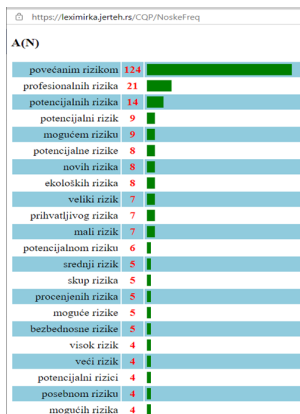 https://leximirka.jerteh.rs/CQP/NoskeFreq
A(N)
povećanim rizikom 124
profesionalnih rizika 21
potencijalnih rizika 14
potencijalni rizik 9
mogućem riziku 9
potencijalne rizike 8
novih rizika 8
ekoloških rizika 8
veliki rizik 7
prihvatljivog rizika 7
mali rizik 7
potencijalnom riziku 6
srednji rizik 5
skup rizika 5
procenjenih rizika 5
moguće rizike 5
bezbednosne rizike 5
visok rizik 4
veći rizik 4
potencijalni rizici 4
posebnom riziku 4
mogućih rizika 4